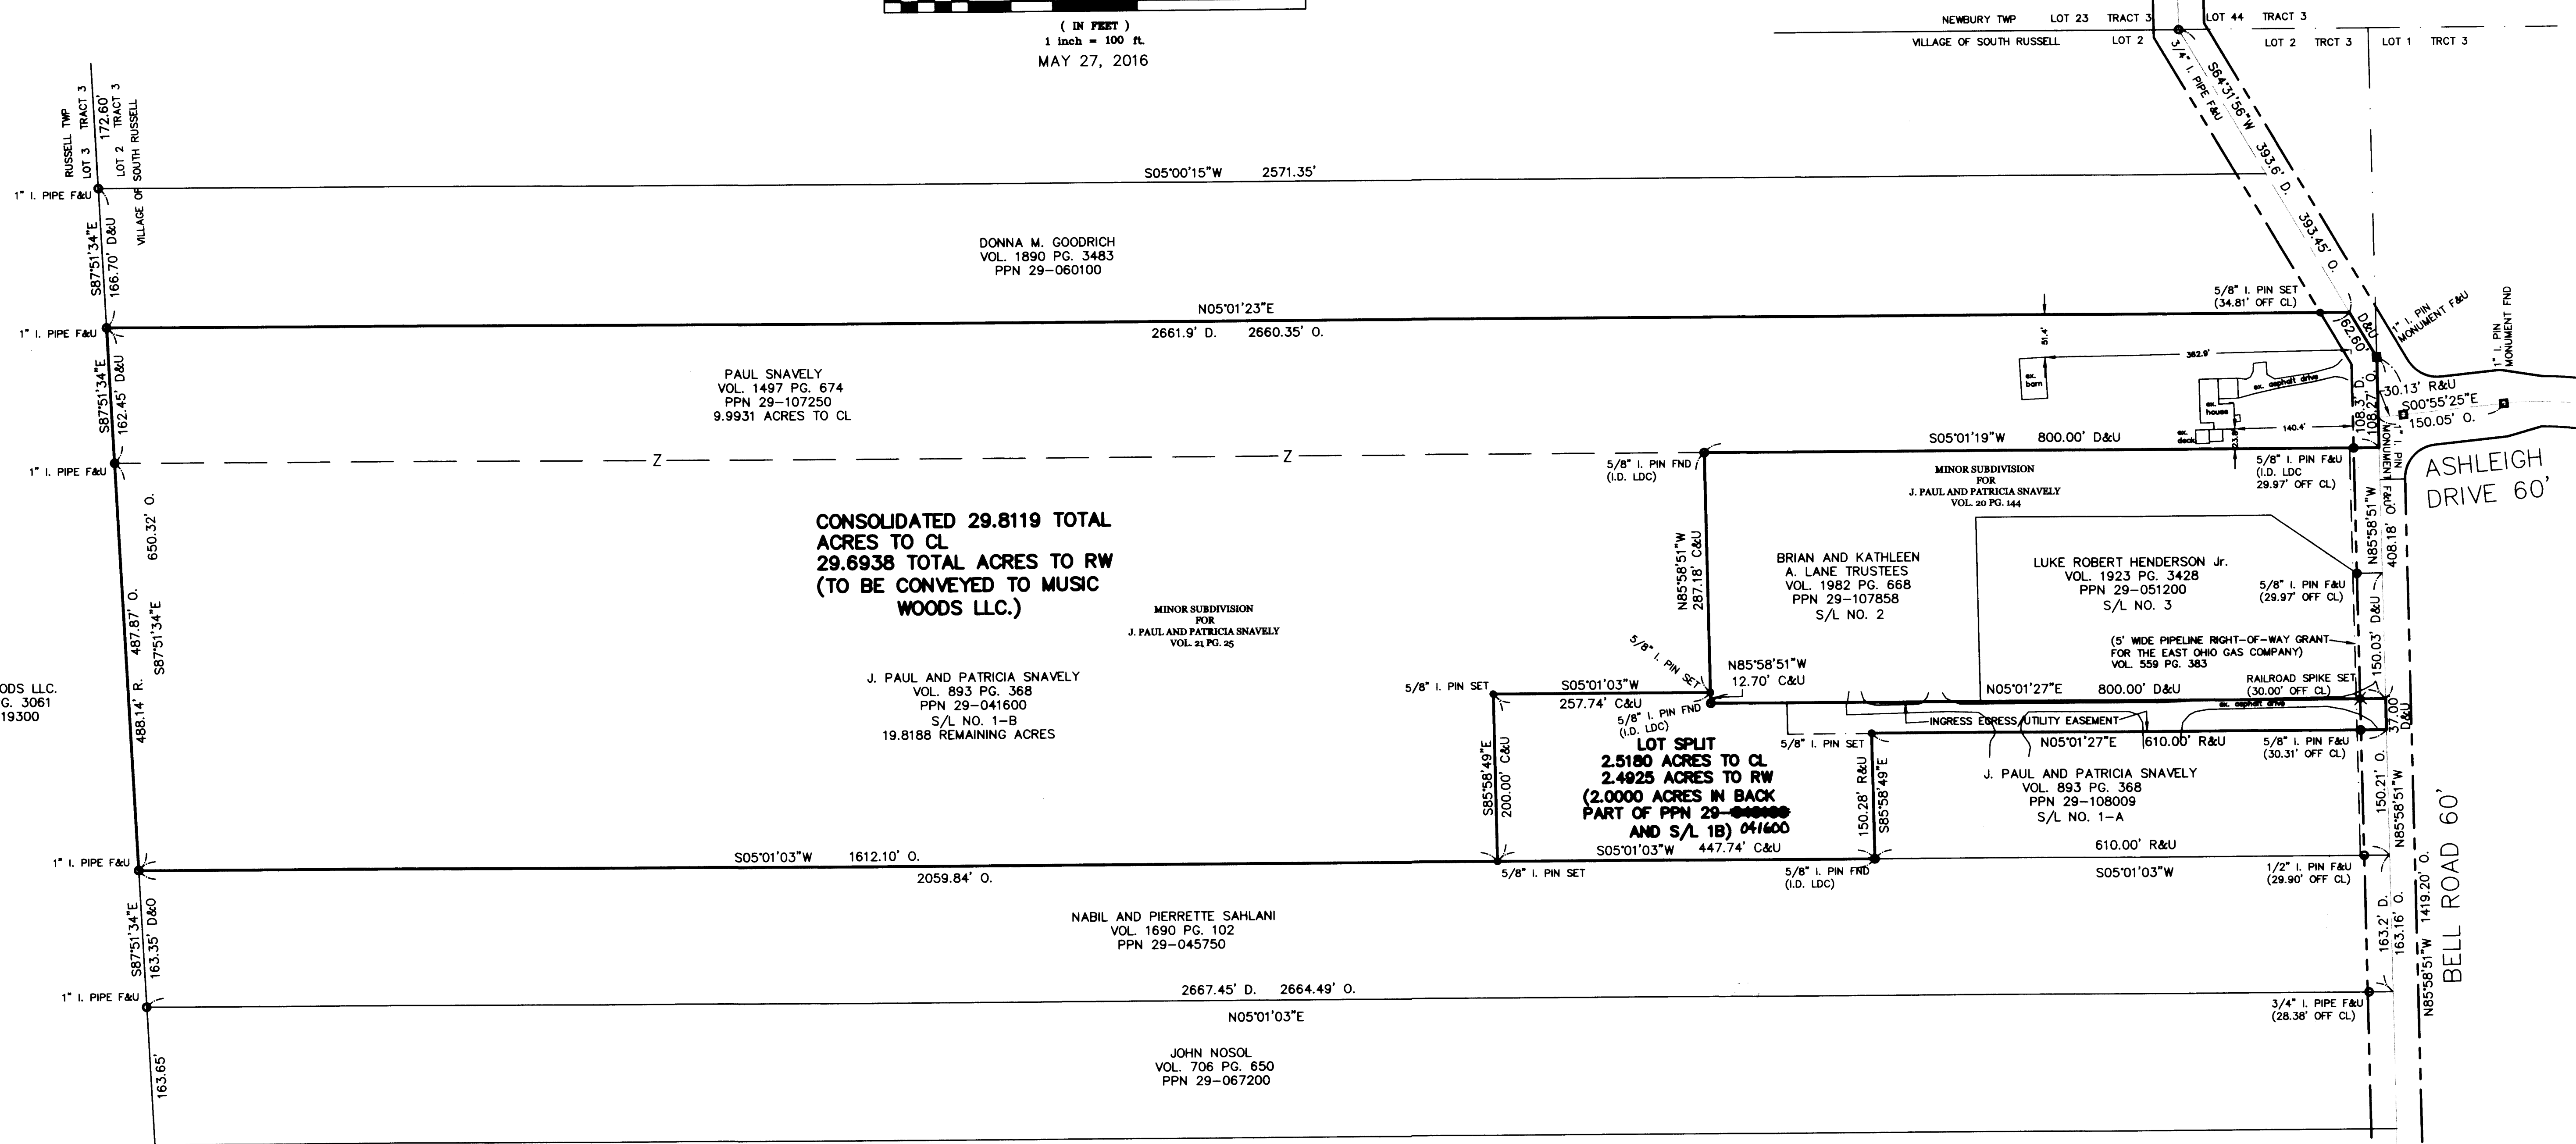 ( IN FEET )
1 inch = 100 ft.
MAY 27, 2016
NEWBURY TWP LOT 23 TRACT 3
LOT 44 TRACT 3
VILLAGE OF SOUTH RUSSELL LOT 2
LOT 2 TRCT 3
LOT 1 TRCT 3
3/4" I. PIPE F&U
S64°31'56"W 393.6' D. 393.45' O.
RUSSELL TWP
LOT 3 TRACT 3
172.60'
LOT 2 TRACT 3
VILLAGE OF SOUTH RUSSELL
1" I. PIPE F&U
S05°00'15"W 2571.35'
S87°51'34"E
166.70' D&U
DONNA M. GOODRICH
VOL. 1890 PG. 3483
PPN 29-060100
1" I. PIPE F&U
N05°01'23"E
2661.9' D. 2660.35' O.
5/8" I. PIN SET
(34.81' OFF CL)
62.60'
D&U
1" I. PIN
MONUMENT F&U
1" I. PIN
MONUMENT FND
S87°51'34"E
162.45' D&U
PAUL SNAVELY
VOL. 1497 PG. 674
PPN 29-107250
9.9931 ACRES TO CL
51.4'
ex.
barn
362.9'
ex. asphalt drive
ex.
house
ex.
deck
140.4'
23.8'
108.3' D.
108.27' O.
30.13' R&U
S00°55'25"E
150.05' O.
1" I. PIN
MONUMENT F&U
ASHLEIGH
DRIVE 60'
1" I. PIPE F&U
Z
Z
5/8" I. PIN FND
(I.D. LDC)
S05°01'19"W 800.00' D&U
5/8" I. PIN F&U
(I.D. LDC
29.97' OFF CL)
MINOR SUBDIVISION
FOR
J. PAUL AND PATRICIA SNAVELY
VOL. 20 PG. 144
CONSOLIDATED 29.8119 TOTAL
ACRES TO CL
29.6938 TOTAL ACRES TO RW
(TO BE CONVEYED TO MUSIC
WOODS LLC.)
650.32' O.
S87°51'34"E
487.87' O.
488.14' R.
MINOR SUBDIVISION
FOR
J. PAUL AND PATRICIA SNAVELY
VOL. 21 PG. 25
J. PAUL AND PATRICIA SNAVELY
VOL. 893 PG. 368
PPN 29-041600
S/L NO. 1-B
19.8188 REMAINING ACRES
ODS LLC.
G. 3061
19300
N85°58'51"W
287.18' C&U
BRIAN AND KATHLEEN
A. LANE TRUSTEES
VOL. 1982 PG. 668
PPN 29-107858
S/L NO. 2
LUKE ROBERT HENDERSON Jr.
VOL. 1923 PG. 3428
PPN 29-051200
S/L NO. 3
N85°58'51"W
408.18' O.
5/8" I. PIN F&U
(29.97' OFF CL)
150.03' D&U
(5' WIDE PIPELINE RIGHT-OF-WAY GRANT
FOR THE EAST OHIO GAS COMPANY)
VOL. 559 PG. 383
5/8" I. PIN SET
N85°58'51"W
12.70' C&U
5/8" I. PIN SET
S05°01'03"W
257.74' C&U
5/8" I. PIN FND
(I.D. LDC)
N05°01'27"E 800.00' D&U
RAILROAD SPIKE SET
(30.00' OFF CL)
ex. asphalt drive
37.00'
D&U
INGRESS EGRESS/UTILITY EASEMENT
S85°58'49"E
200.00' C&U
LOT SPLIT
2.5180 ACRES TO CL
2.4925 ACRES TO RW
(2.0000 ACRES IN BACK
PART OF PPN 29-
AND S/L 1B) 041600
5/8" I. PIN SET
N05°01'27"E 610.00' R&U
5/8" I. PIN F&U
(30.31' OFF CL)
150.28' R&U
S85°58'49"E
J. PAUL AND PATRICIA SNAVELY
VOL. 893 PG. 368
PPN 29-108009
S/L NO. 1-A
150.21' O.
N85°58'51"W
1" I. PIPE F&U
S05°01'03"W 1612.10' O.
2059.84' O.
5/8" I. PIN SET
S05°01'03"W 447.74' C&U
5/8" I. PIN FND
(I.D. LDC)
610.00' R&U
S05°01'03"W
1/2" I. PIN F&U
(29.90' OFF CL)
S87°51'34"E
163.35' D&O
NABIL AND PIERRETTE SAHLANI
VOL. 1690 PG. 102
PPN 29-045750
163.2' D.
163.16' O.
N85°58'51"W 1419.20' O.
BELL ROAD 60'
1" I. PIPE F&U
2667.45' D. 2664.49' O.
N05°01'03"E
3/4" I. PIPE F&U
(28.38' OFF CL)
163.65'
JOHN NOSOL
VOL. 706 PG. 650
PPN 29-067200